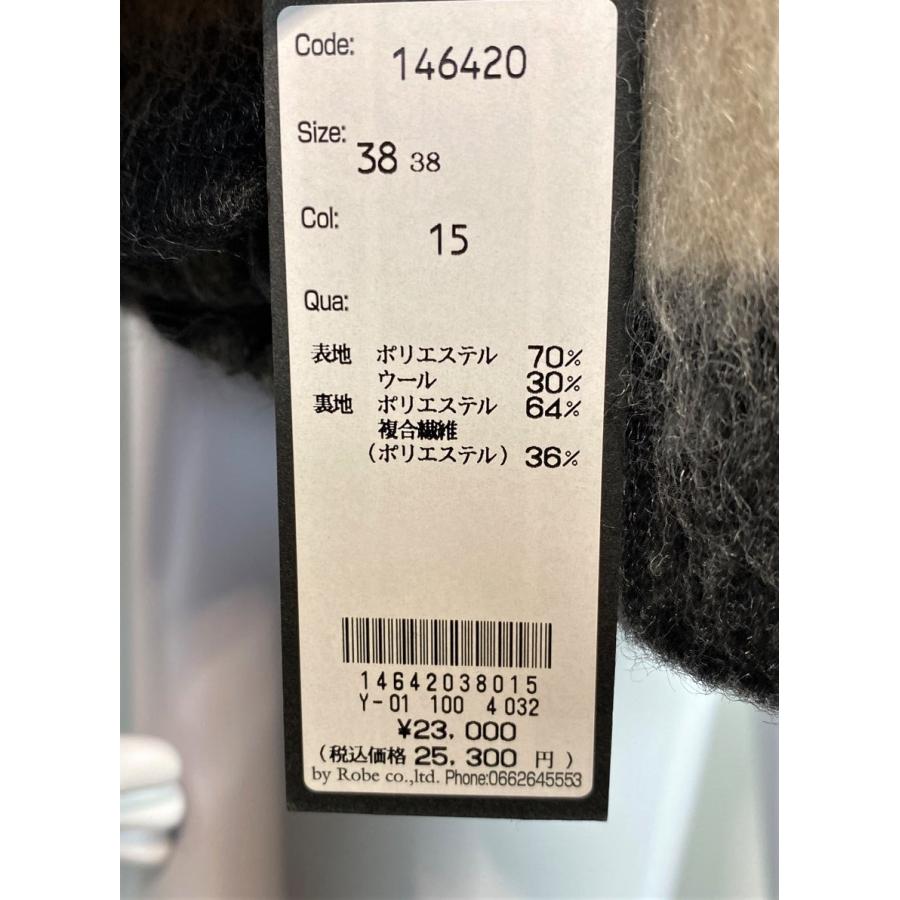 Code: 146420
Size: 38 38
Col: 15
Qua:
表地 ポリエステル 70%
ウール 30%
裏地 ポリエステル 64%
複合繊維
(ポリエステル) 36%
14642038015
Y-01 100 4032
¥23,000
(税込価格 25,300 円)
by Robe co.,ltd. Phone:0662645553